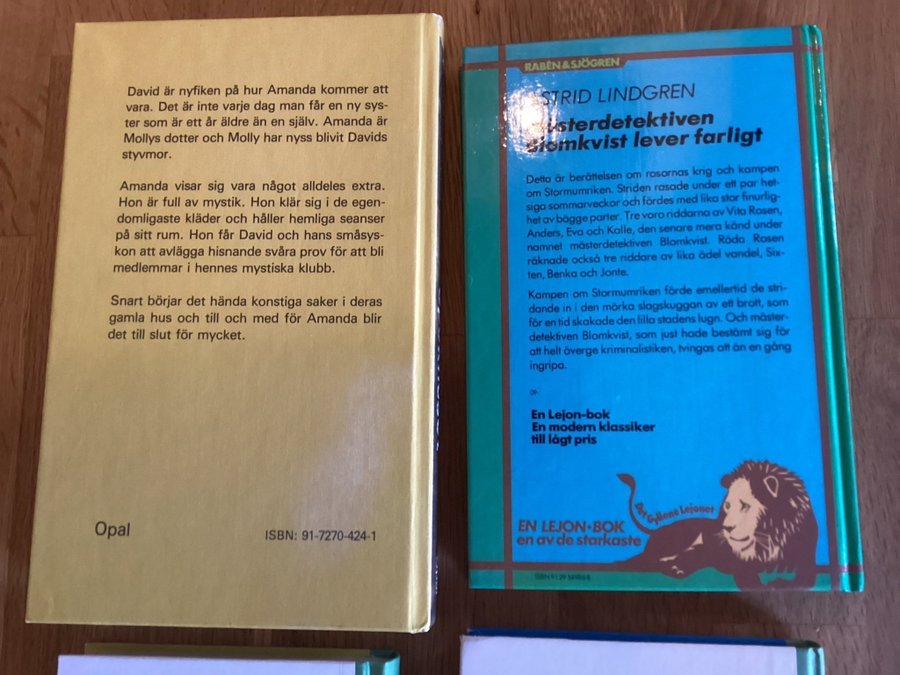 David är nyfiken på hur Amanda kommer att
vara. Det är inte varje dag man får en ny sys-
ter som är ett år äldre än en själv. Amanda är
Mollys dotter och Molly har nyss blivit Davids
styvmor.
Amanda visar sig vara något alldeles extra.
Hon är full av mystik. Hon klär sig i de egen-
domligaste kläder och håller hemliga seanser
på sitt rum. Hon får David och hans småsys-
kon att avlägga hisnande svåra prov för att bli
medlemmar i hennes mystiska klubb.
Snart börjar det hända konstiga saker i deras
gamla hus och till och med för Amanda blir
det till slut för mycket.
Opal
ISBN: 91-7270-424-1
RABÉN & SJÖGREN
STRID LINDGREN
sterdetektiven
Blomkvist lever farligt
Detta är berättelsen om rosornas krig och kampen
om Stormumriken. Striden rasade under ett par het-
siga sommarveckor och fördes med lika stor finurlig-
het av bägge parter. Tre voro riddarna av Vita Rosen,
Anders, Eva och Kalle, den senare mera känd under
namnet mästerdetektiven Blomkvist. Röda Rosen
räknade också tre riddare av lika ädel vandel, Six-
ten, Benka och Jonte.
Kampen om Stormumriken förde emellertid de stri-
dande in i den mörka slagskuggan av ett brott, som
för en tid skakade den lilla stadens lugn. Och mäster-
detektiven Blomkvist, som just hade bestämt sig för
att helt överge kriminalistiken, tvingas att än en gång
ingripa.
En Lejon-bok
En modern klassiker
till lågt pris
Det Gyllene Lejonet
EN LEJON·BOK
en av de starkaste
ISBN 91 29